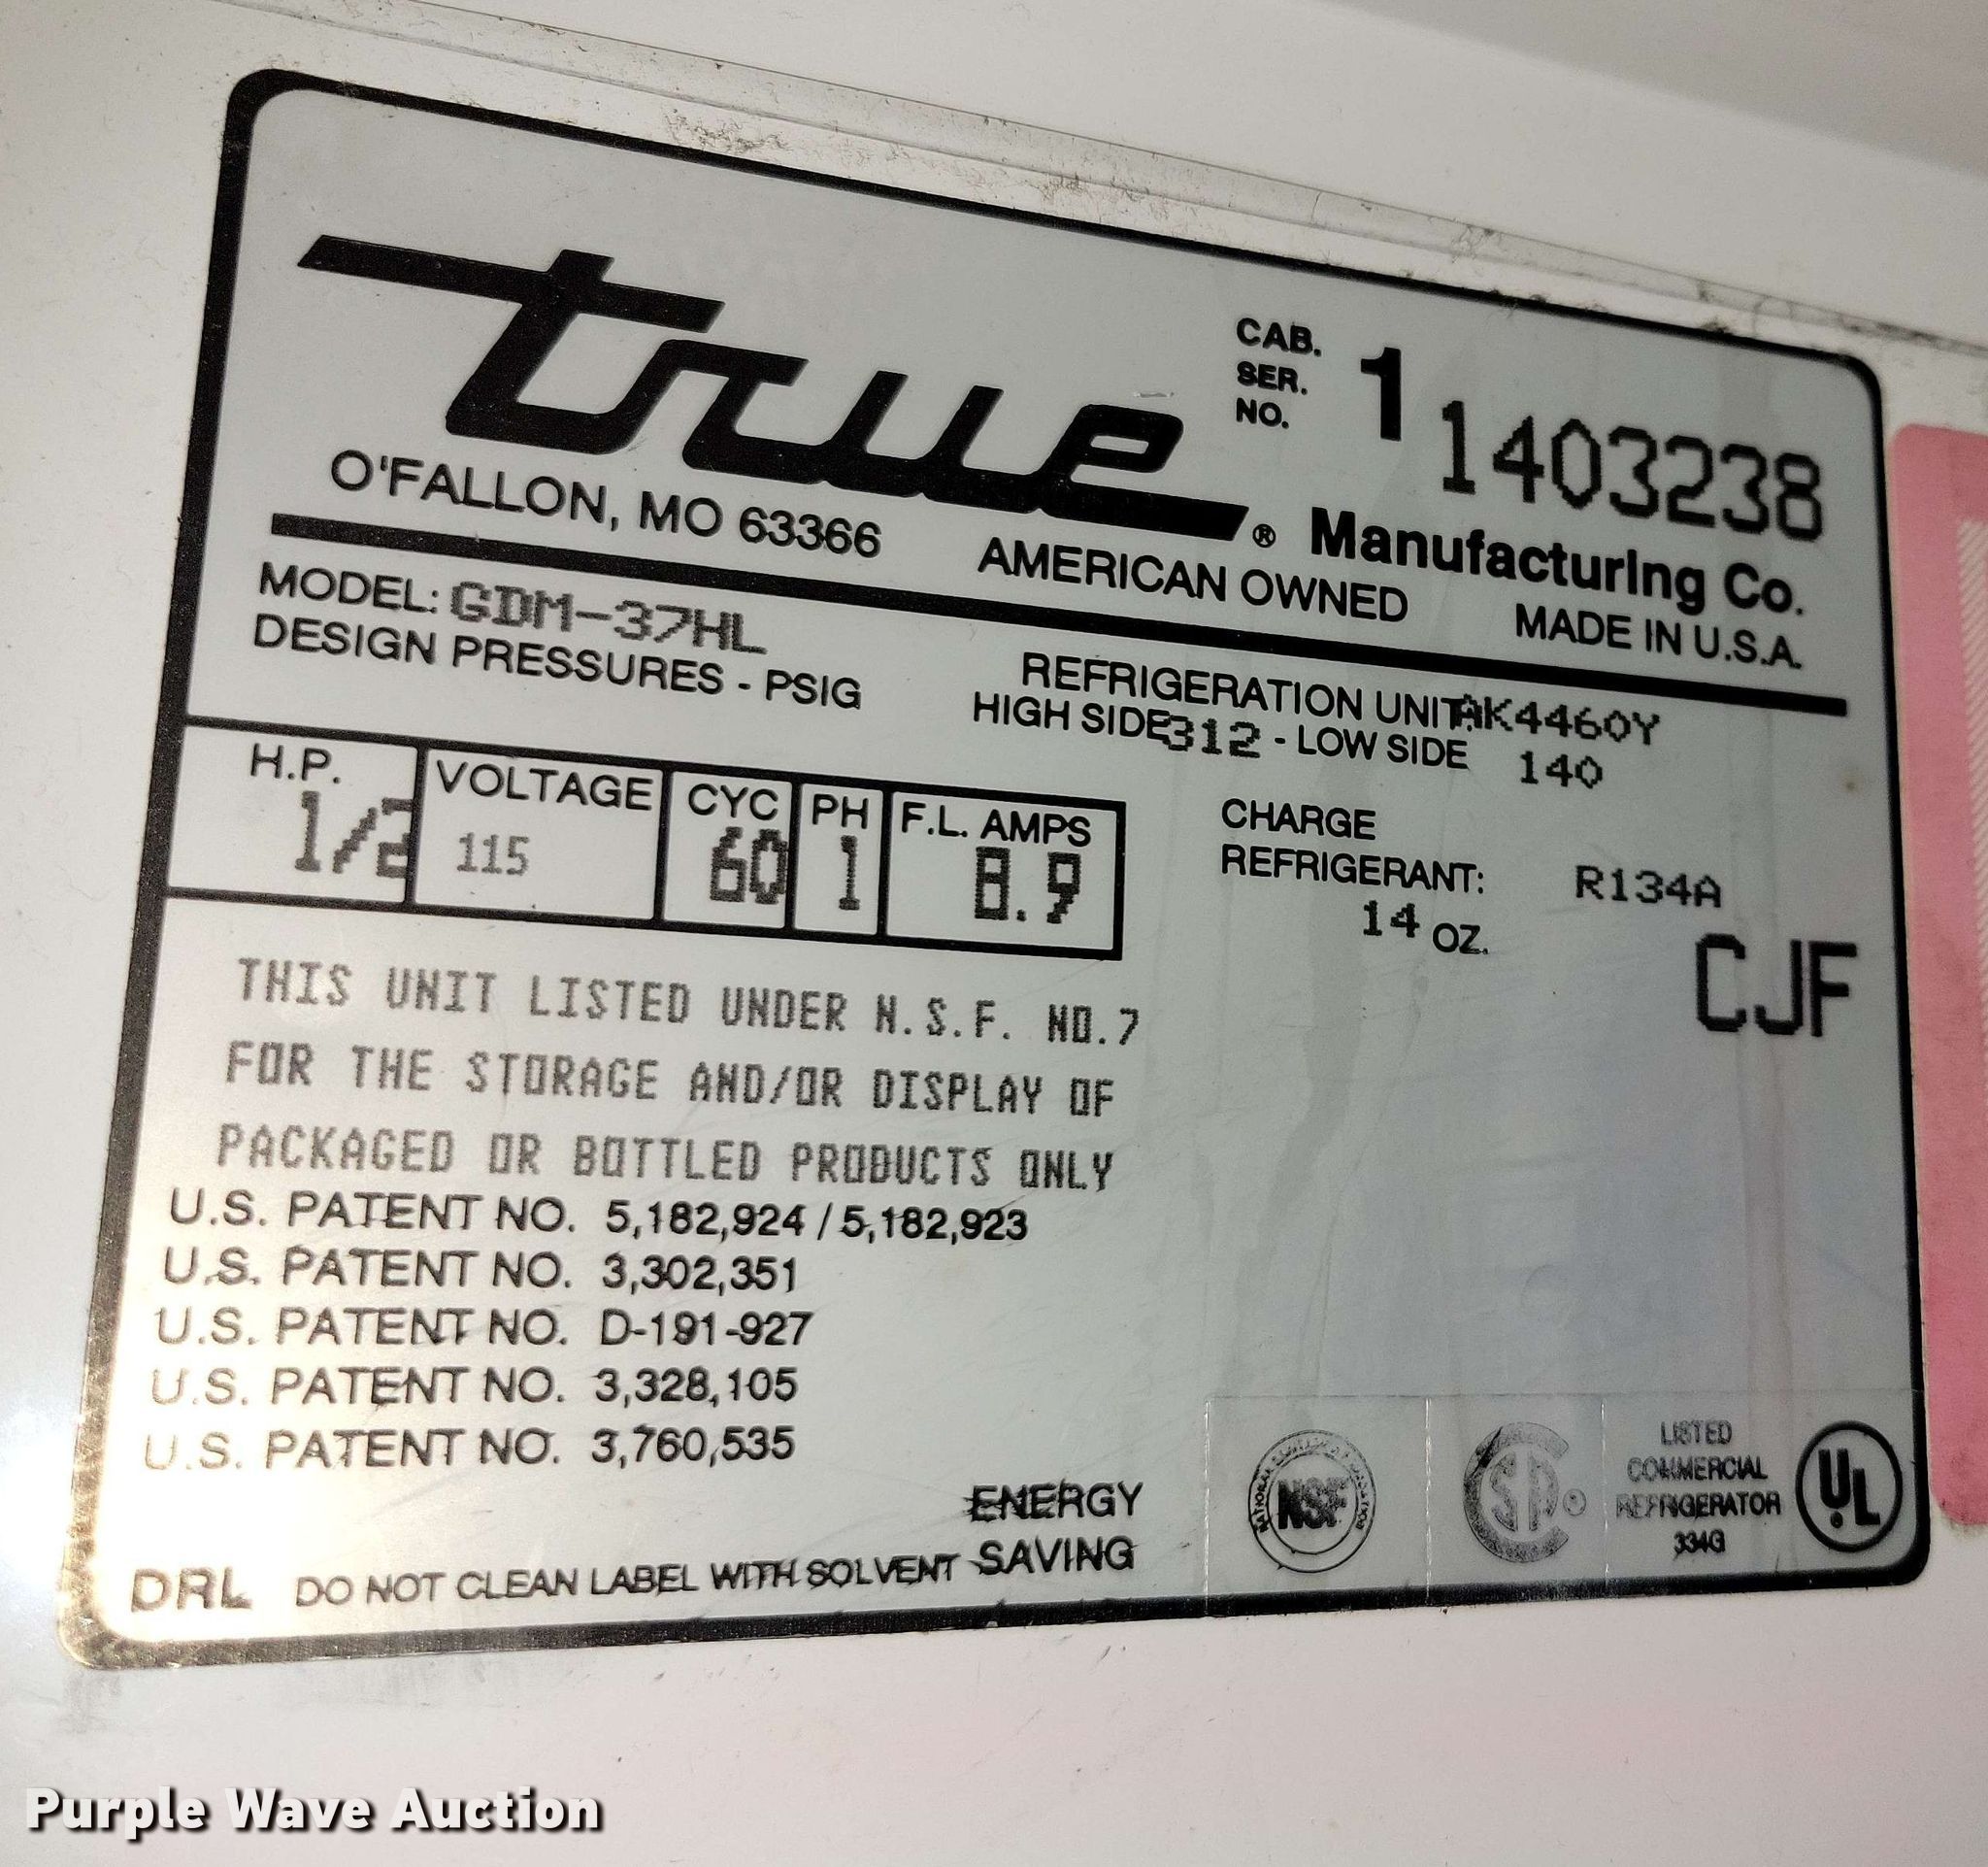 true® Manufacturing Co.
CAB.
SER.
NO.
1 1403238
O'FALLON, MO 63366
AMERICAN OWNED
MADE IN U.S.A.
MODEL: GDM-37HL
REFRIGERATION UNIT: AK4460Y
DESIGN PRESSURES - PSIG
HIGH SIDE 312 - LOW SIDE 140
H.P. VOLTAGE CYC PH F.L. AMPS
1/2 115 60 1 8.9
CHARGE
REFRIGERANT: R134A
14 OZ.
CJF
THIS UNIT LISTED UNDER N.S.F. NO.7
FOR THE STORAGE AND/OR DISPLAY OF
PACKAGED OR BOTTLED PRODUCTS ONLY
U.S. PATENT NO. 5,182,924 / 5,182,923
U.S. PATENT NO. 3,302,351
U.S. PATENT NO. D-191-927
U.S. PATENT NO. 3,328,105
U.S. PATENT NO. 3,760,535
ENERGY
SAVING
DRL DO NOT CLEAN LABEL WITH SOLVENT
NSF
SP®
LISTED
COMMERCIAL
REFRIGERATOR
334G
UL
Purple Wave Auction